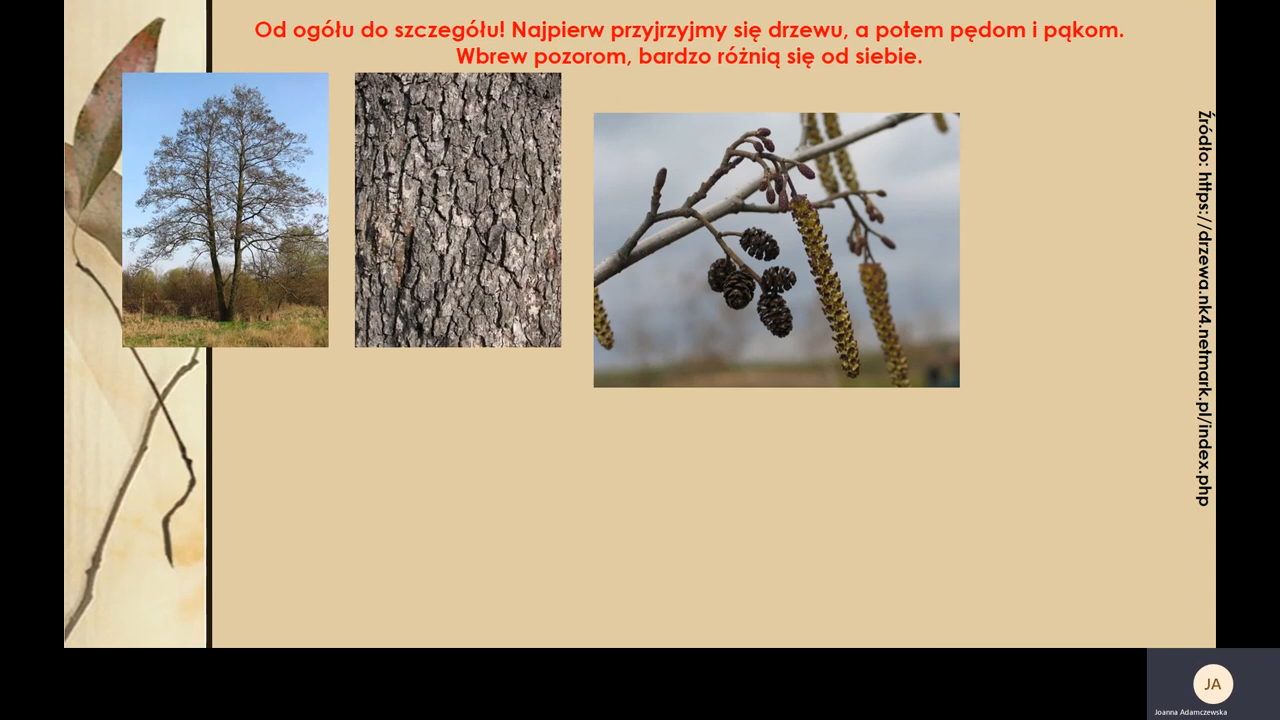 Od ogółu do szczegółu! Najpierw przyjrzyjmy się drzewu, a potem pędom i pąkom.
Wbrew pozorom, bardzo różnią się od siebie.
Źródło: https://drzewa.nk4.netmark.pl/index.php
JA
Joanna Adamczewska